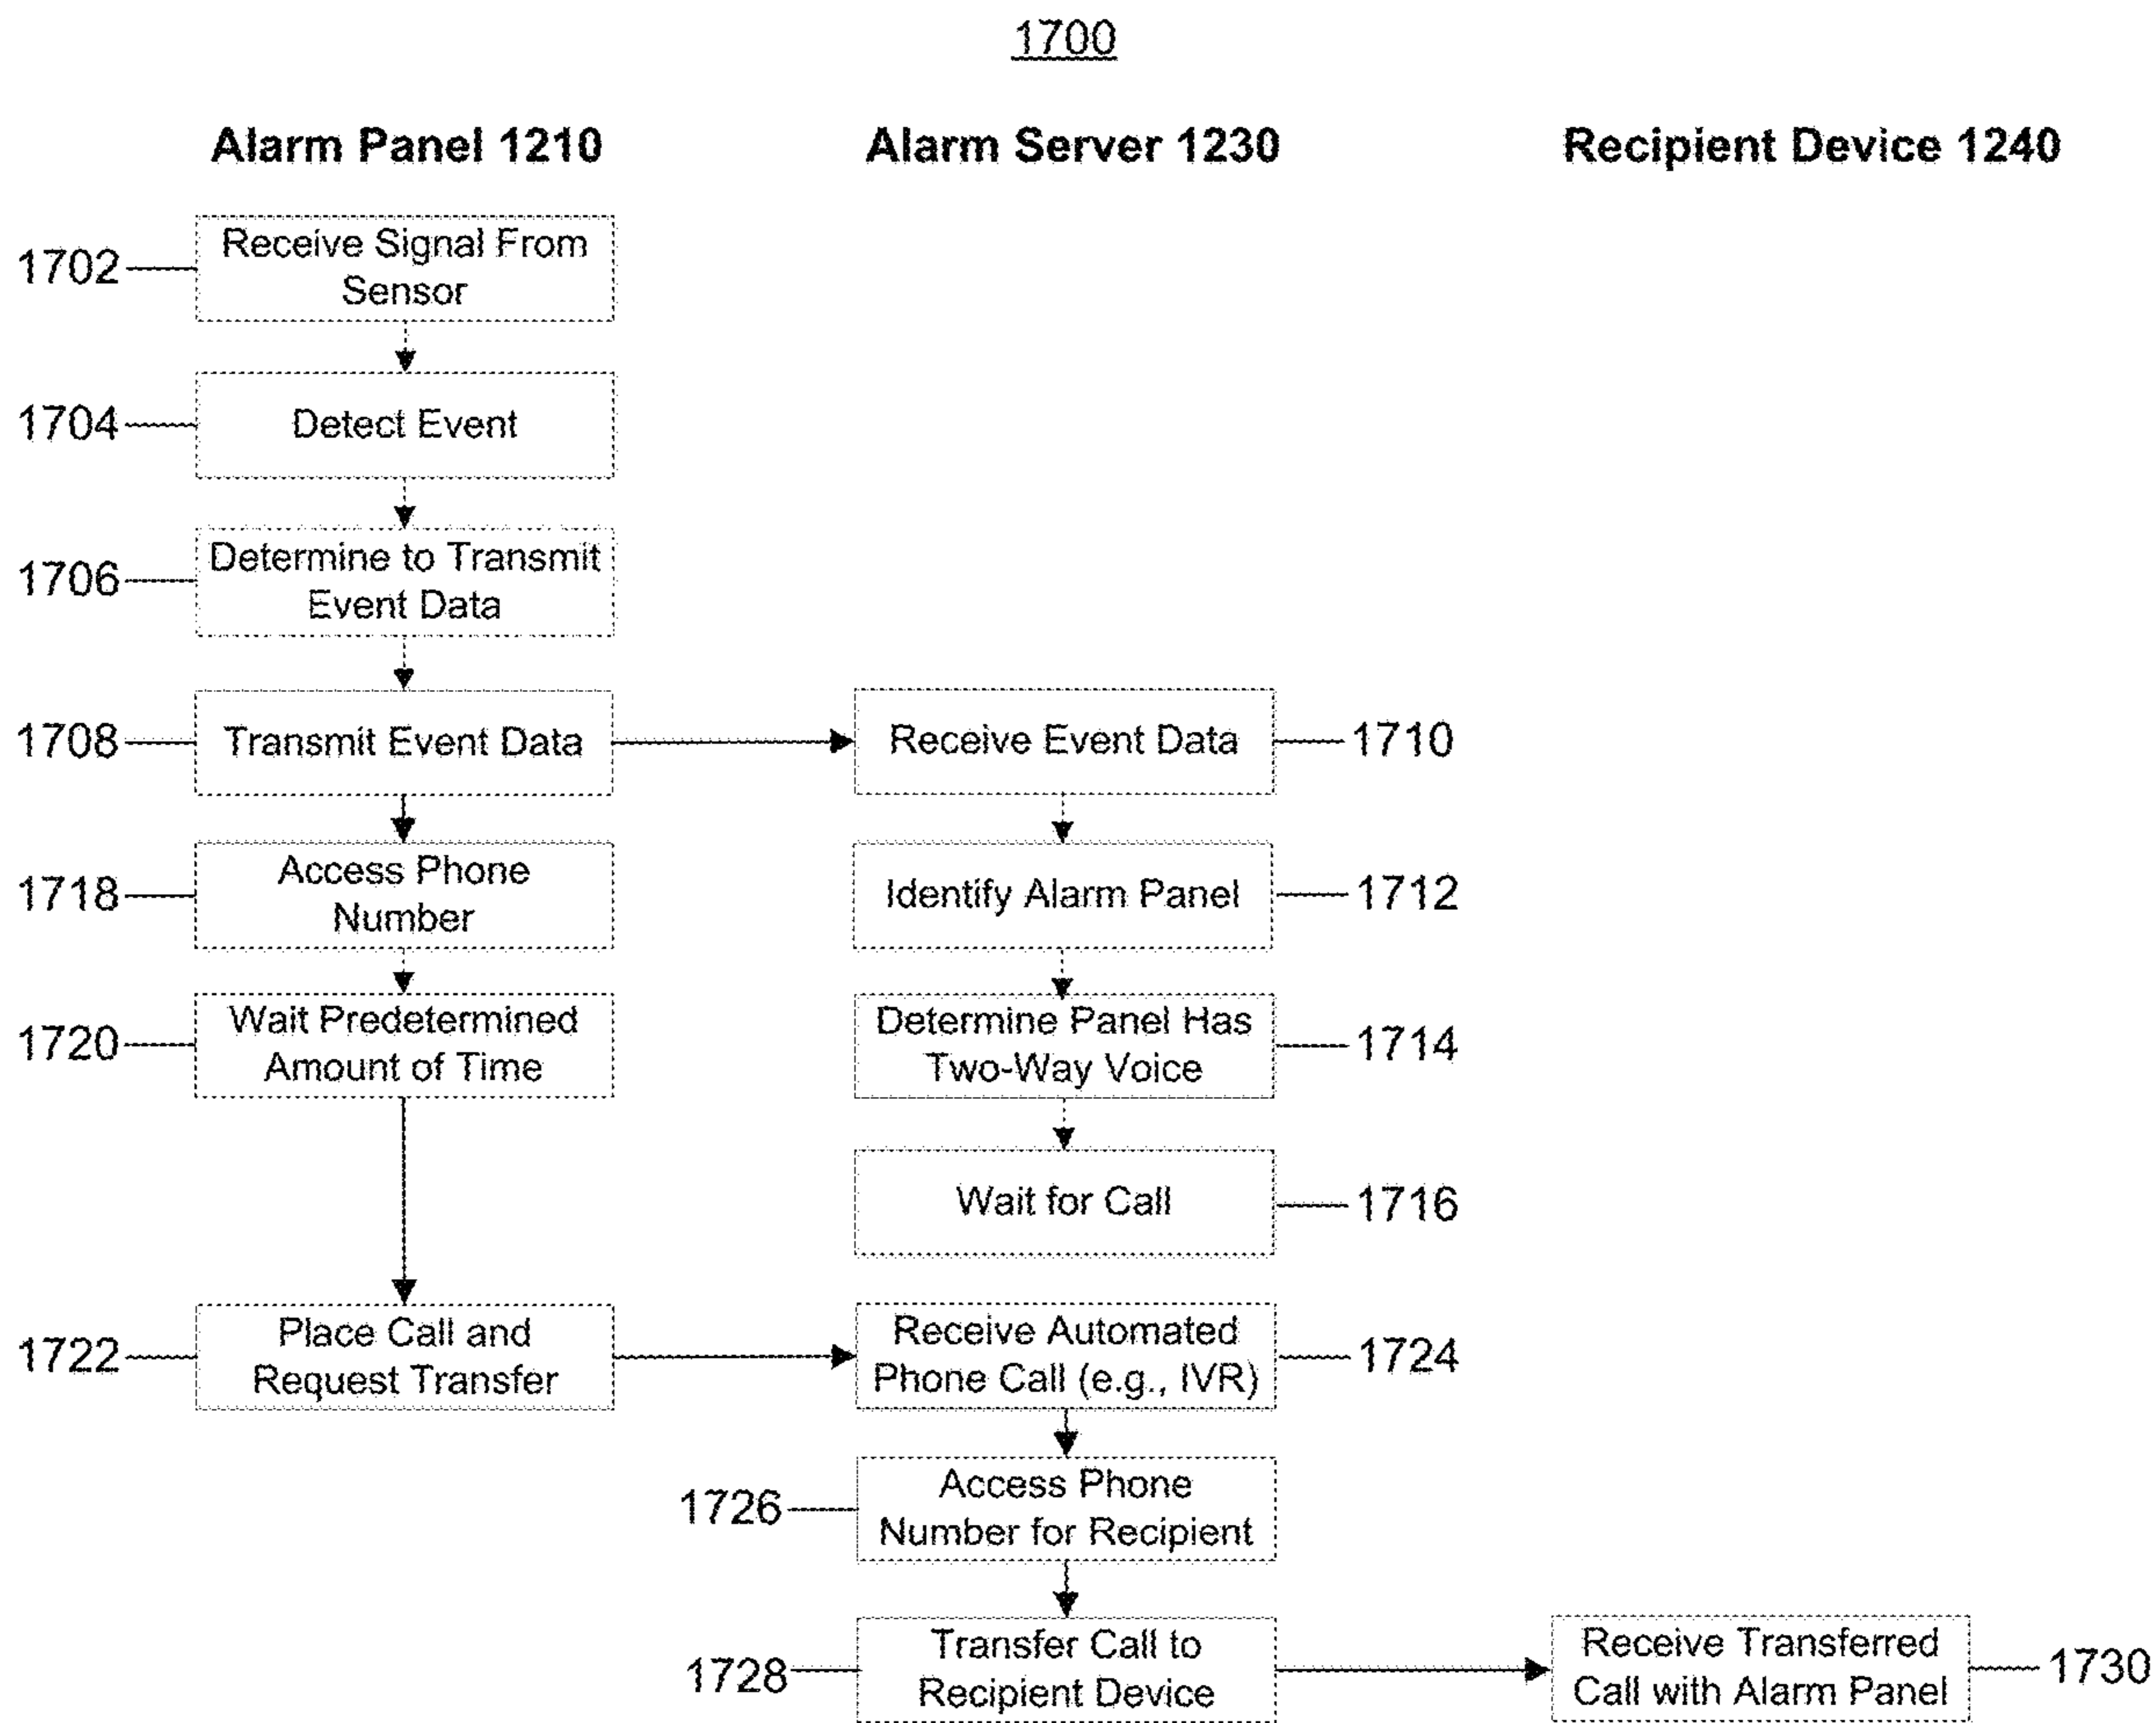 1700
Alarm Panel 1210
Alarm Server 1230
Recipient Device 1240
1702
Receive Signal From
Sensor
1704
Detect Event
1706
Determine to Transmit
Event Data
1708
Transmit Event Data
Receive Event Data
1710
1718
Access Phone
Number
Identify Alarm Panel
1712
1720
Wait Predetermined
Amount of Time
Determine Panel Has
Two-Way Voice
1714
Wait for Call
1716
1722
Place Call and
Request Transfer
Receive Automated
Phone Call (e.g., IVR)
1724
1726
Access Phone
Number for Recipient
1728
Transfer Call to
Recipient Device
Receive Transferred
Call with Alarm Panel
1730